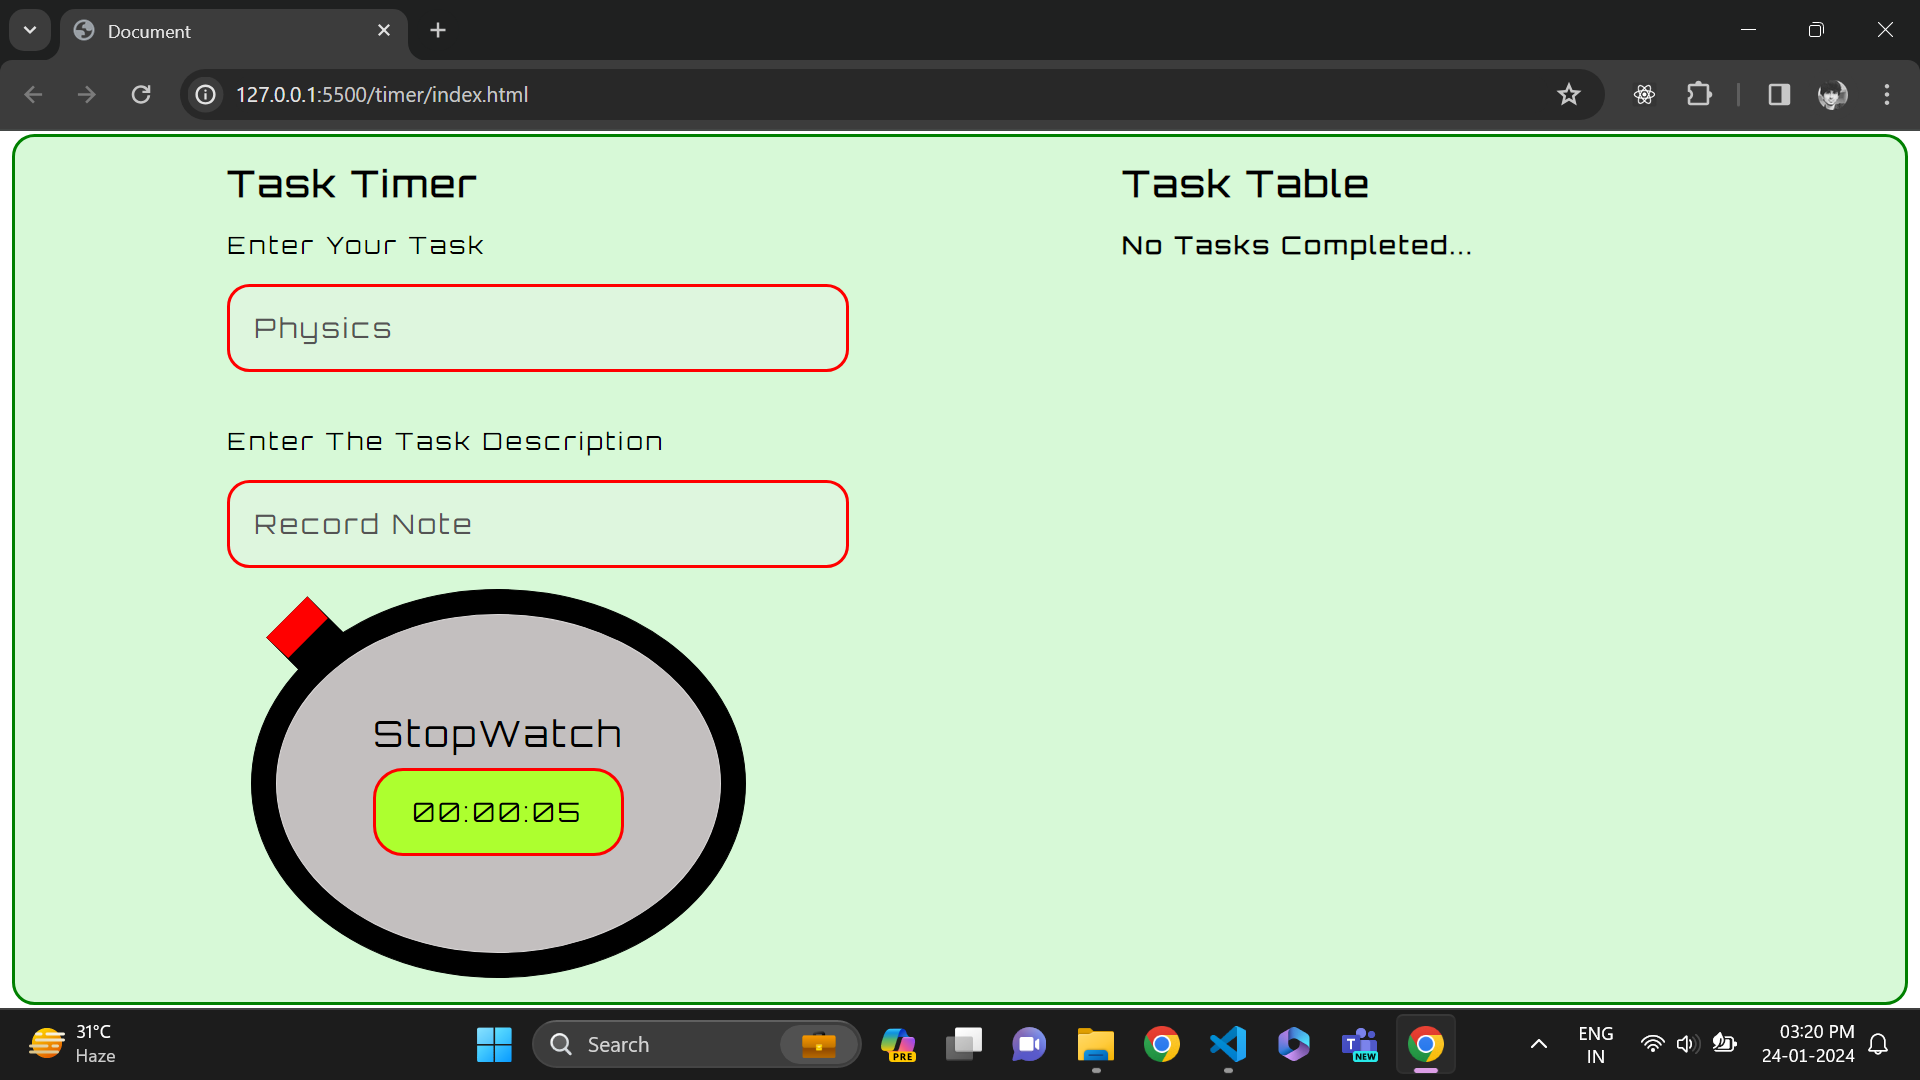 Document
127.0.0.1:5500/timer/index.html
Task Timer
Enter Your Task
Physics
Enter The Task Description
Record Note
StopWatch
00:00:05
Task Table
No Tasks Completed...
31°C
Haze
Search
PRE
T
NEW
ENG
IN
03:20 PM
24-01-2024